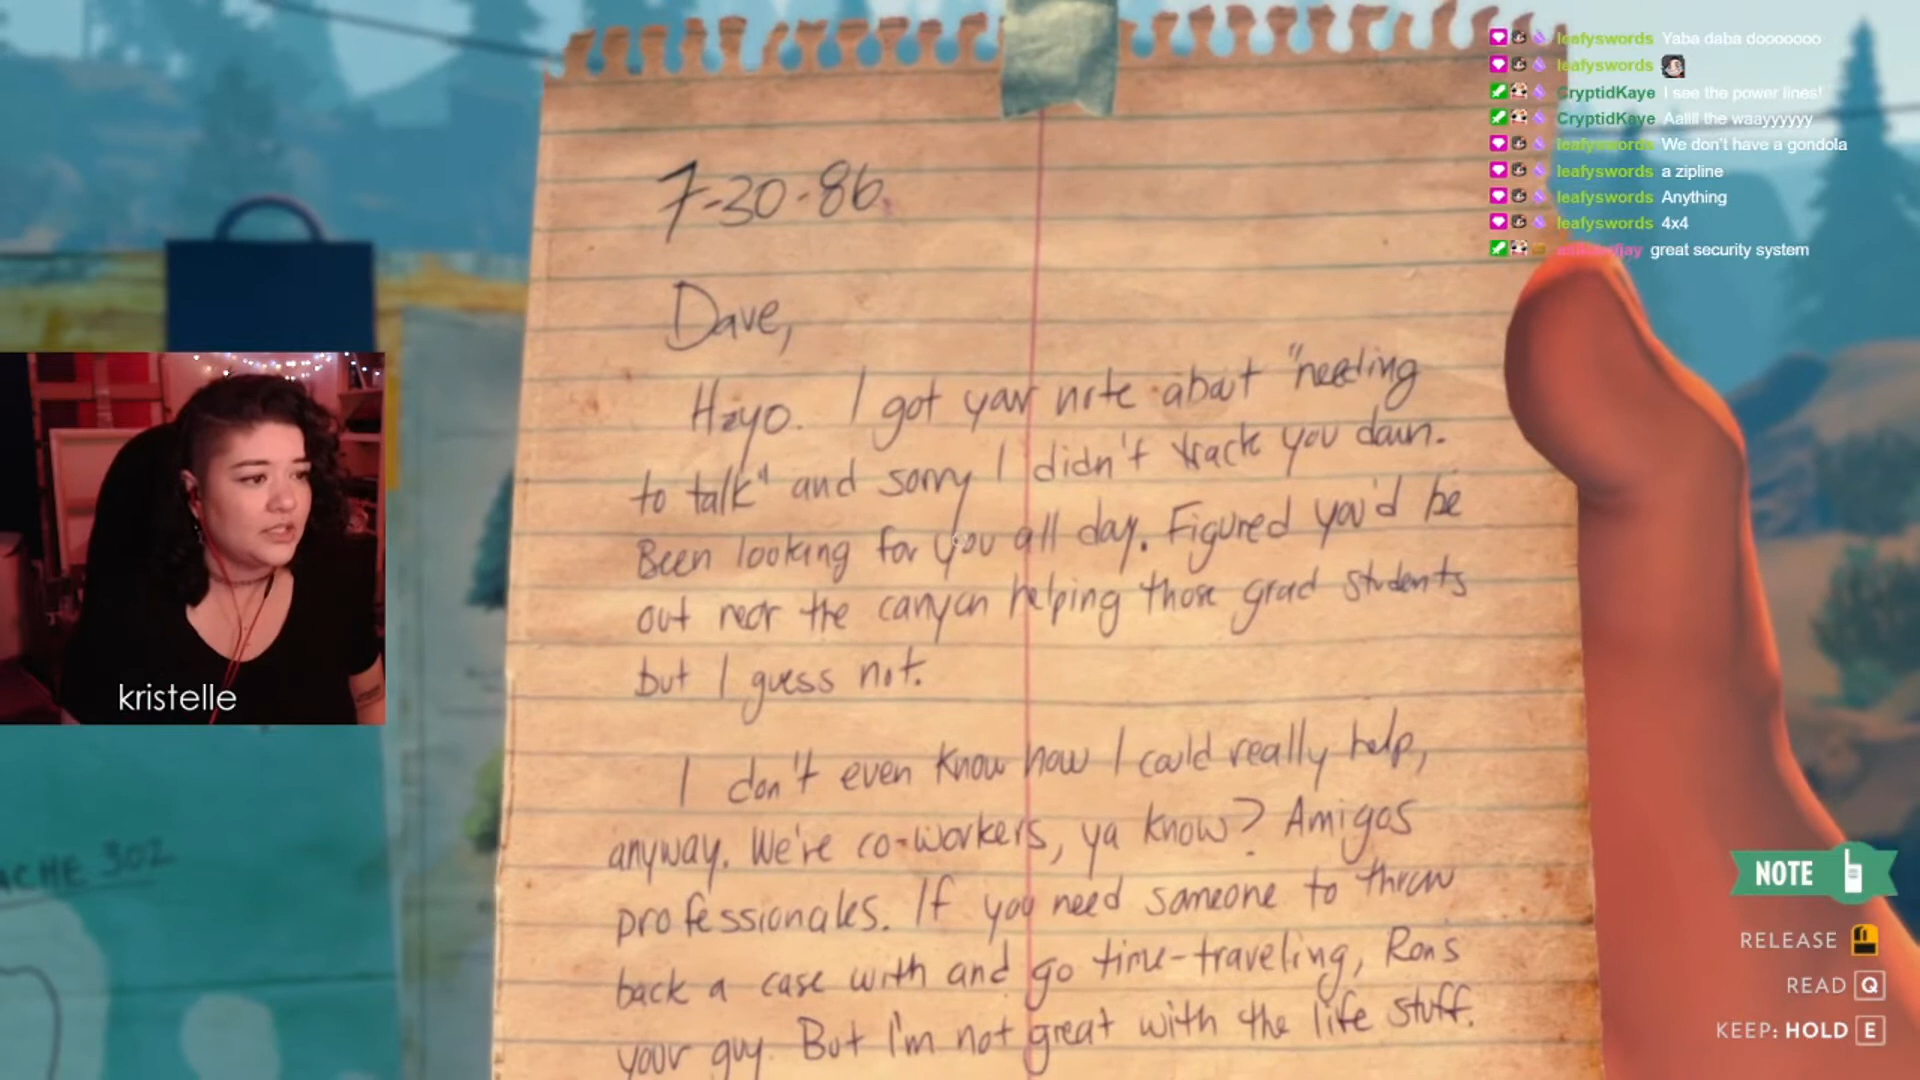 leafyswords Yaba daba dooooooo
leafyswords
CryptidKaye I see the power lines!
CryptidKaye Aallll the waayyyyyy
leafyswords We don't have a gondola
leafyswords a zipline
leafyswords Anything
leafyswords 4x4
great security system
7-30-86.
Dave,
Heyo. I got your note about "needing
to talk" and sorry I didn't track you down.
Been looking for you all day. Figured you'd be
out near the canyon helping those grad students
but I guess not.
I don't even know how I could really help,
anyway. We're co-workers, ya know? Amigos
professionales. If you need someone to throw
back a case with and go time-traveling, Rons
your guy. But I'm not great with the life stuff.
kristelle
ACHE 302
NOTE
RELEASE
READ Q
KEEP: HOLD E